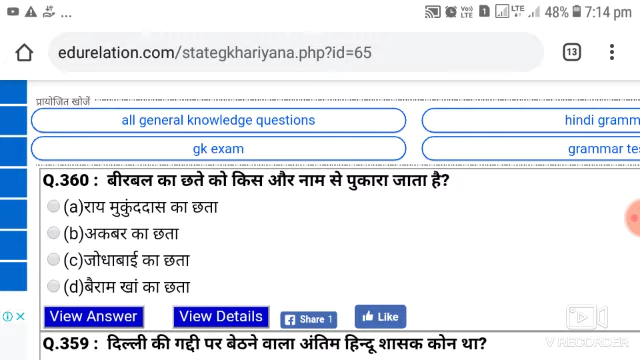 48% 7:14 pm
edurelation.com/stategkhariyana.php?id=65
13
प्रायोजित खोजें
all general knowledge questions
hindi gramm
gk exam
grammar te
Q.360 : बीरबल का छते को किस और नाम से पुकारा जाता है?
(a)राय मुकुंददास का छता
(b)अकबर का छता
(c)जोधाबाई का छता
(d)बैराम खां का छता
View Answer View Details Share 1 Like
V RECORDER
Q.359 : दिल्ली की गद्दी पर बेठने वाला अंतिम हिन्दू शासक कोन था?